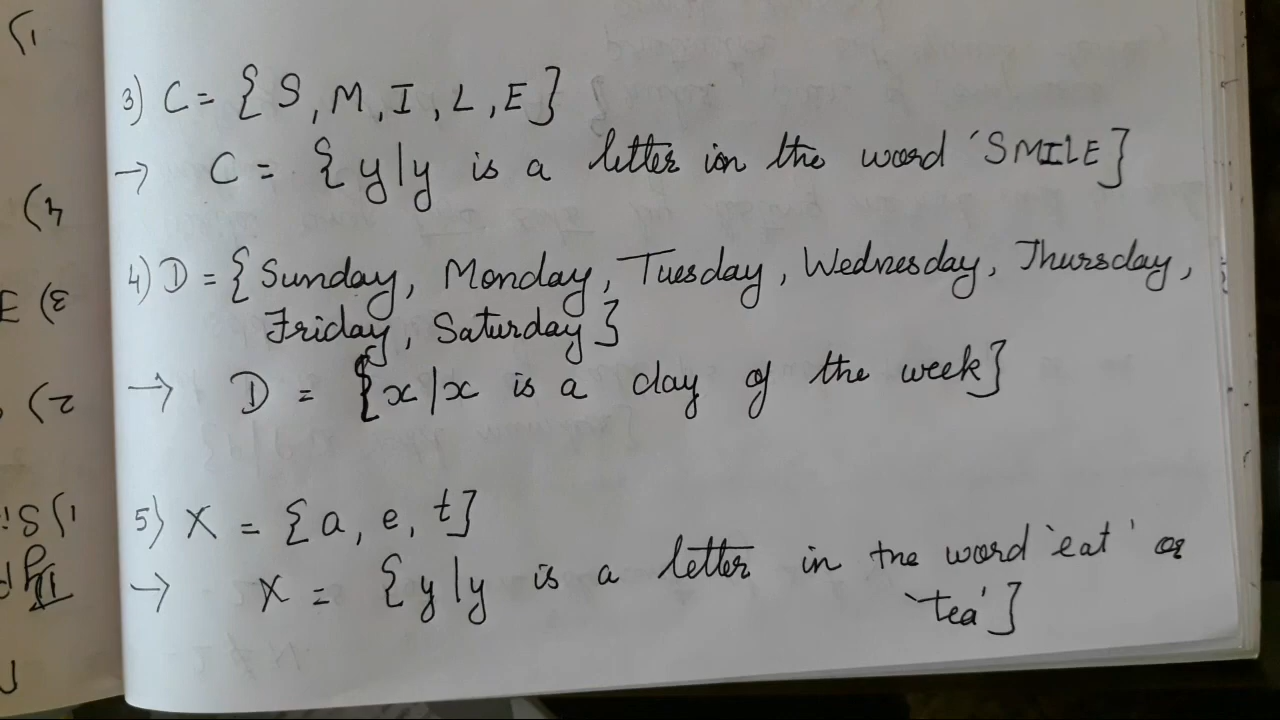 3) C = { S, M, I, L, E }
→ C = { y | y is a letter in the word 'SMILE }
4) D = { Sunday, Monday, Tuesday, Wednesday, Thursday,
Friday, Saturday }
→ D = { x | x is a day of the week }
5) X = { a, e, t }
→ X = { y | y is a letter in the word 'eat' or
'tea' }